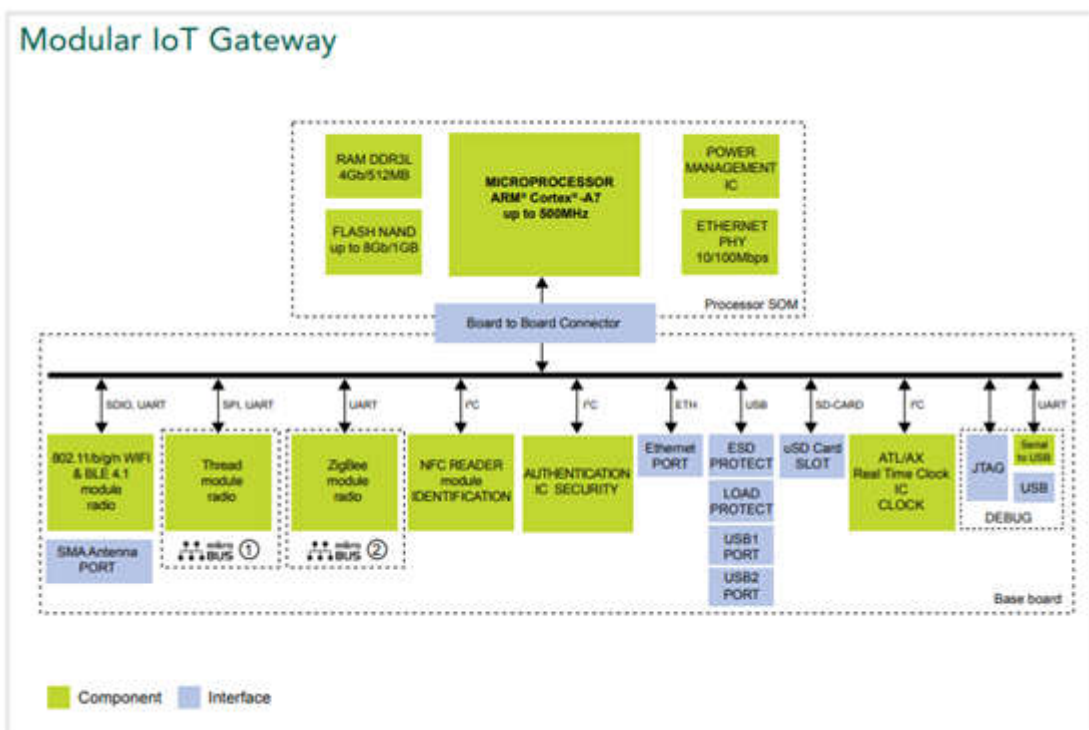 Modular IoT Gateway
RAM DDR3L
4Gb/512MB
MICROPROCESSOR
ARM® Cortex®-A7
up to 500MHz
POWER
MANAGEMENT
IC
FLASH NAND
up to 8Gb/1GB
ETHERNET
PHY
10/100Mbps
Processor SOM
Board to Board Connector
SDIO, UART
SPI, UART
UART
I²C
I²C
ETH
USB
SD-CARD
I²C
UART
802.11/b/g/n WIFI
& BLE 4.1
module
radio
Thread
module
radio
ZigBee
module
radio
NFC READER
module
IDENTIFICATION
AUTHENTICATION
IC SECURITY
Ethernet
PORT
ESD
PROTECT
uSD Card
SLOT
ATL/AX
Real Time Clock
IC
CLOCK
JTAG
Serial
to USB
USB
DEBUG
LOAD
PROTECT
USB1
PORT
USB2
PORT
SMA Antenna
PORT
mikro
BUS 1
mikro
BUS 2
Base board
Component
Interface